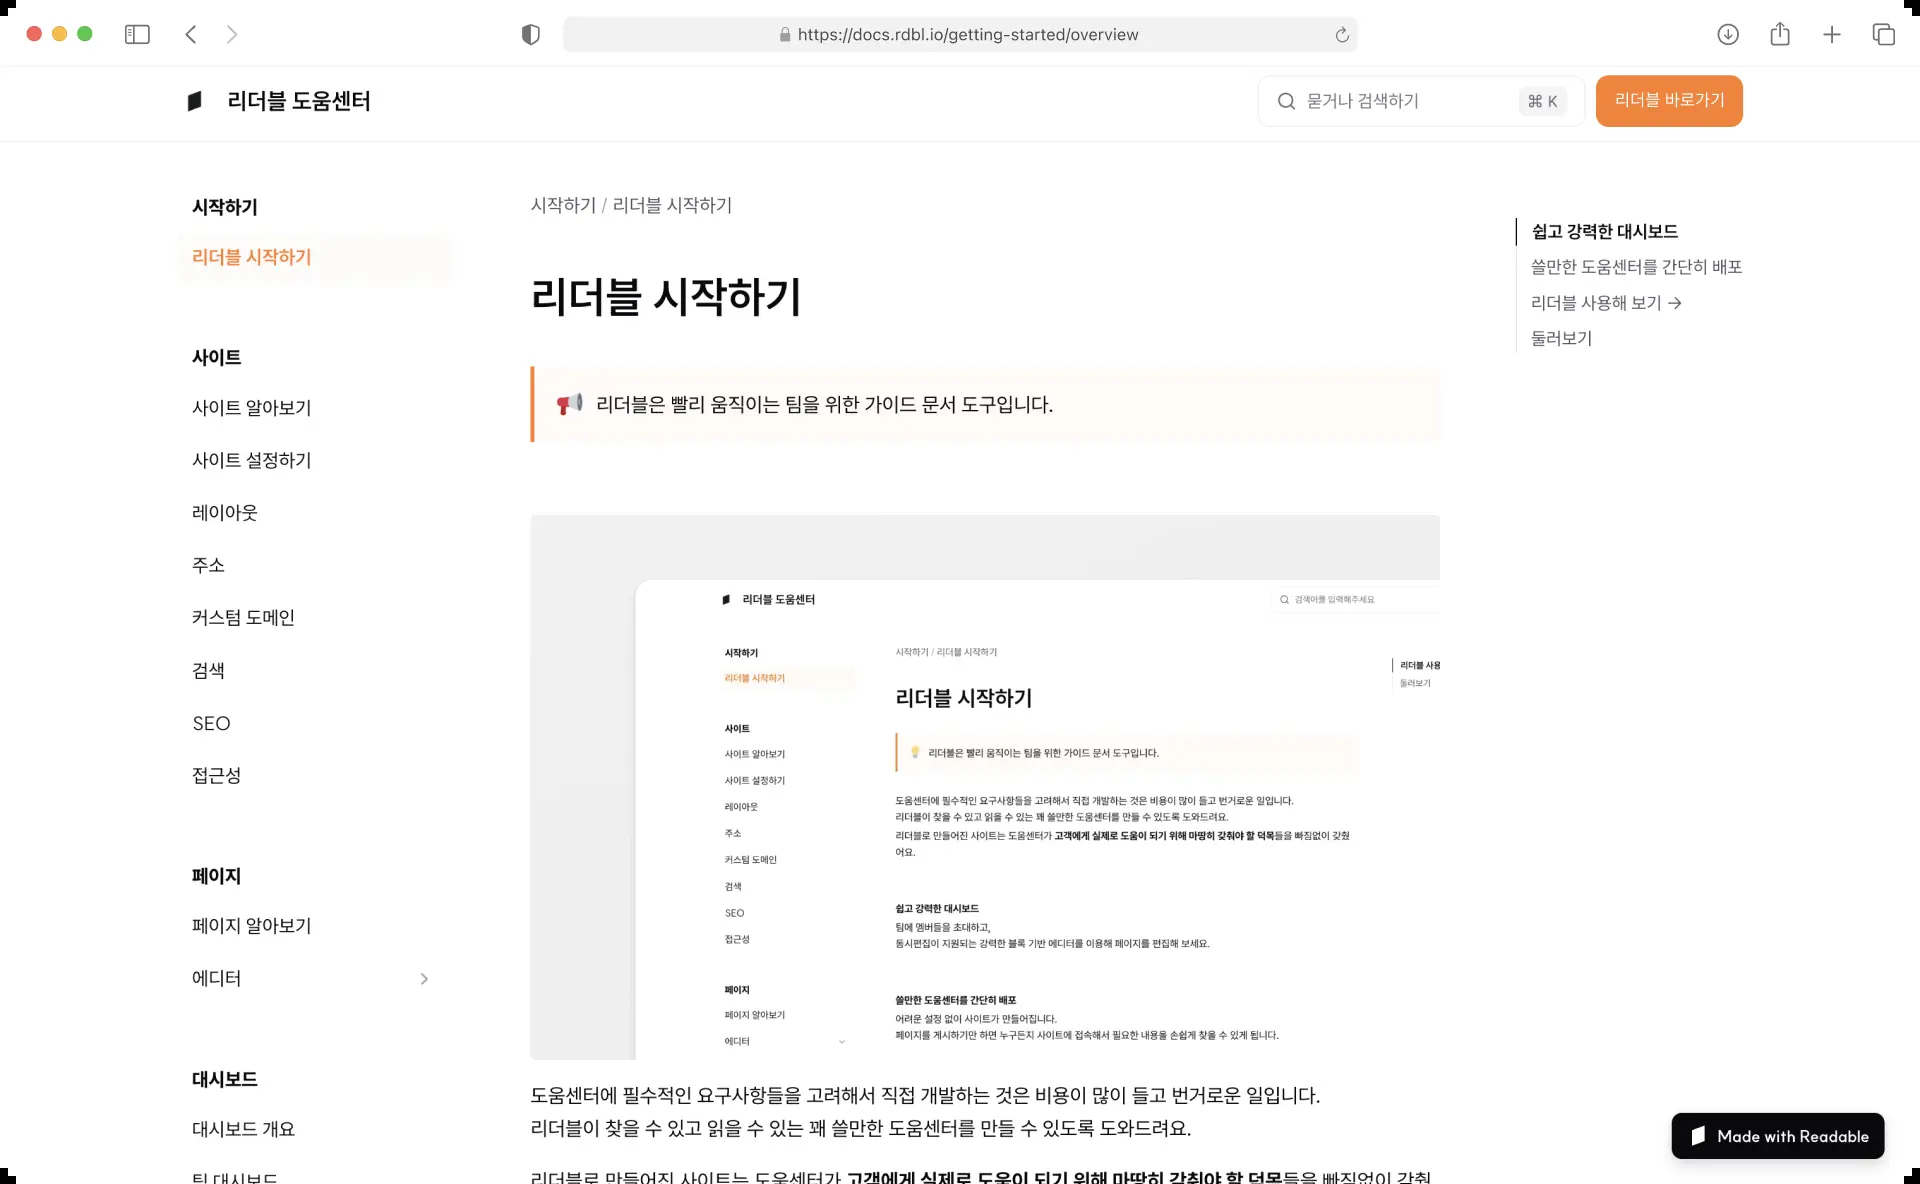 https://docs.rdbl.io/getting-started/overview
리더블 도움센터
묻거나 검색하기
⌘ K
리더블 바로가기
시작하기
리더블 시작하기
사이트
사이트 알아보기
사이트 설정하기
레이아웃
주소
커스텀 도메인
검색
SEO
접근성
페이지
페이지 알아보기
에디터
대시보드
대시보드 개요
팀 대시보드
시작하기 / 리더블 시작하기
리더블 시작하기
리더블은 빨리 움직이는 팀을 위한 가이드 문서 도구입니다.
리더블 도움센터
검색어를 입력해주세요
시작하기
리더블 시작하기
사이트
사이트 알아보기
사이트 설정하기
레이아웃
주소
커스텀 도메인
검색
SEO
접근성
페이지
페이지 알아보기
에디터
시작하기 / 리더블 시작하기
리더블 시작하기
리더블은 빨리 움직이는 팀을 위한 가이드 문서 도구입니다.
도움센터에 필수적인 요구사항들을 고려해서 직접 개발하는 것은 비용이 많이 들고 번거로운 일입니다.
리더블이 찾을 수 있고 읽을 수 있는 꽤 쓸만한 도움센터를 만들 수 있도록 도와드려요.
리더블로 만들어진 사이트는 도움센터가 고객에게 실제로 도움이 되기 위해 마땅히 갖춰야 할 덕목들을 빠짐없이 갖췄
어요.
쉽고 강력한 대시보드
팀에 멤버들을 초대하고,
동시편집이 지원되는 강력한 블록 기반 에디터를 이용해 페이지를 편집해 보세요.
쓸만한 도움센터를 간단히 배포
어려운 설정 없이 사이트가 만들어집니다.
페이지를 게시하기만 하면 누구든지 사이트에 접속해서 필요한 내용을 손쉽게 찾을 수 있게 됩니다.
리더블 사용
둘러보기
도움센터에 필수적인 요구사항들을 고려해서 직접 개발하는 것은 비용이 많이 들고 번거로운 일입니다.
리더블이 찾을 수 있고 읽을 수 있는 꽤 쓸만한 도움센터를 만들 수 있도록 도와드려요.
리더블로 만들어진 사이트는 도움센터가 고객에게 실제로 도움이 되기 위해 마땅히 갖춰야 할 덕목들을 빠짐없이 갖췄
쉽고 강력한 대시보드
쓸만한 도움센터를 간단히 배포
리더블 사용해 보기 →
둘러보기
Made with Readable